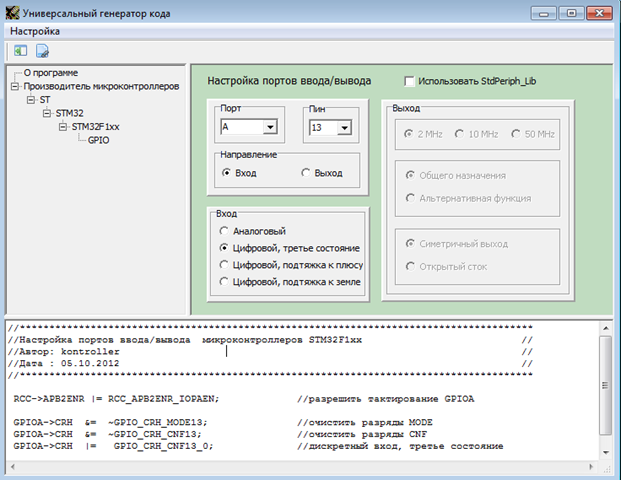 Универсальный генератор кода
Настройка
О программе
Производитель микроконтроллеров
ST
STM32
STM32F1xx
GPIO
Настройка портов ввода/вывода
Использовать StdPeriph_Lib
Порт
A
Пин
13
Направление
Вход
Выход
Вход
Аналоговый
Цифровой, третье состояние
Цифровой, подтяжка к плюсу
Цифровой, подтяжка к земле
Выход
2 MHz
10 MHz
50 MHz
Общего назначения
Альтернативная функция
Симетричный выход
Открытый сток
//******************************************************************************
//Настройка портов ввода/вывода микроконтроллеров STM32F1xx //
//Автор: kontroller //
//Дата : 05.10.2012 //
//******************************************************************************
RCC->APB2ENR |= RCC_APB2ENR_IOPAEN; //разрешить тактирование GPIOA
GPIOA->CRH &= ~GPIO_CRH_MODE13; //очистить разряды MODE
GPIOA->CRH &= ~GPIO_CRH_CNF13; //очистить разряды CNF
GPIOA->CRH |= GPIO_CRH_CNF13_0; //дискретный вход, третье состояние